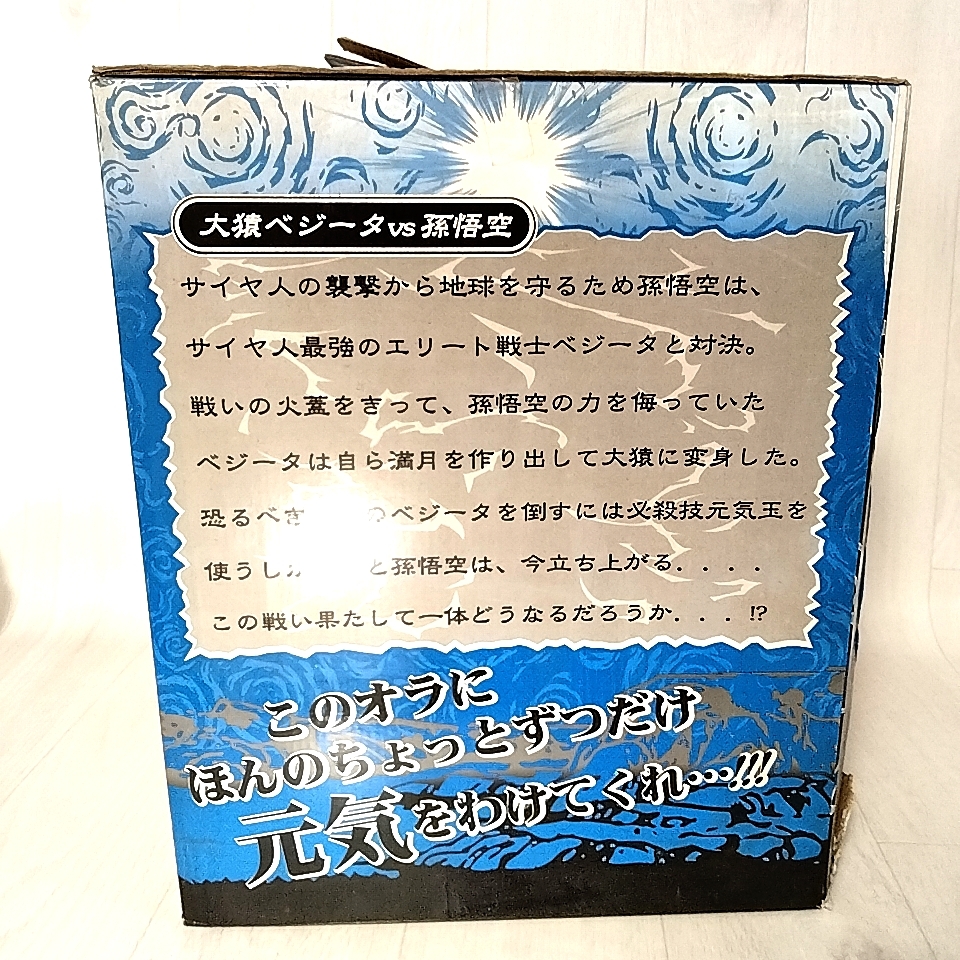 大猿ベジータvs孫悟空
サイヤ人の襲撃から地球を守るため孫悟空は、
サイヤ人最強のエリート戦士ベジータと対決。
戦いの火蓋をきって、孫悟空の力を侮っていた
ベジータは自ら満月を作り出して大猿に変身した。
恐るべき のベジータを倒すには必殺技元気玉を
使うし と孫悟空は、今立ち上がる....
この戦い果たして一体どうなるだろうか...!?
このオラに
ほんのちょっとずつだけ
元気をわけてくれ…!!!